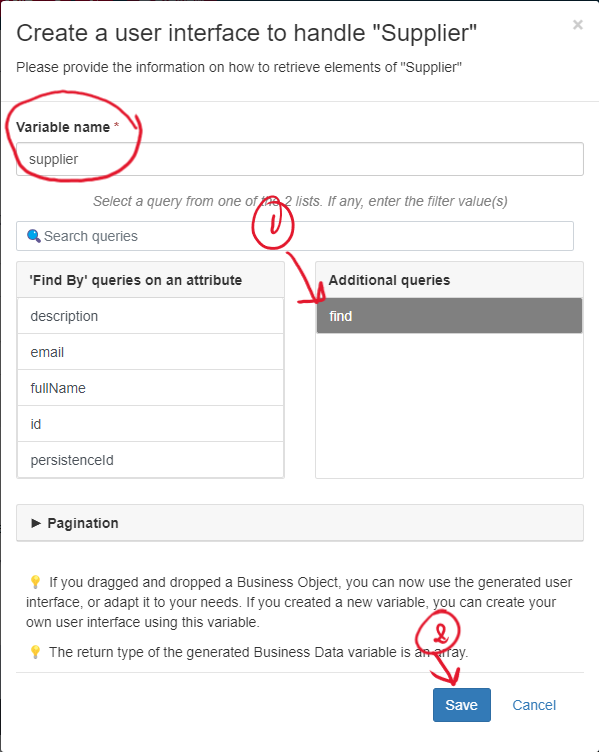 Create a user interface to handle "Supplier"
×
Please provide the information on how to retrieve elements of "Supplier"
Variable name *
supplier
Select a query from one of the 2 lists. If any, enter the filter value(s)
1
Search queries
'Find By' queries on an attribute
description
email
fullName
id
persistenceId
Additional queries
find
► Pagination
If you dragged and dropped a Business Object, you can now use the generated user
interface, or adapt it to your needs. If you created a new variable, you can create your
own user interface using this variable.
2
The return type of the generated Business Data variable is an array.
Save
Cancel